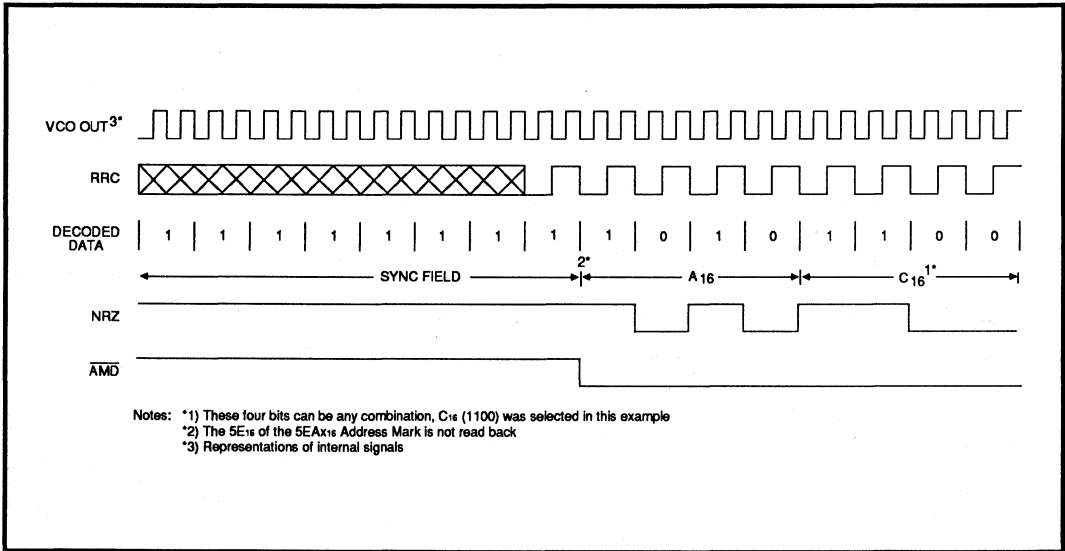 VCO OUT3*
RRC
DECODED
DATA
1 1 1 1 1 1 1 1 1 0 1 0 1 1 0 0
2*
SYNC FIELD
A16
C16 1*
NRZ
AMD
Notes: *1) These four bits can be any combination, C16 (1100) was selected in this example
*2) The 5E16 of the 5EAx16 Address Mark is not read back
*3) Representations of internal signals